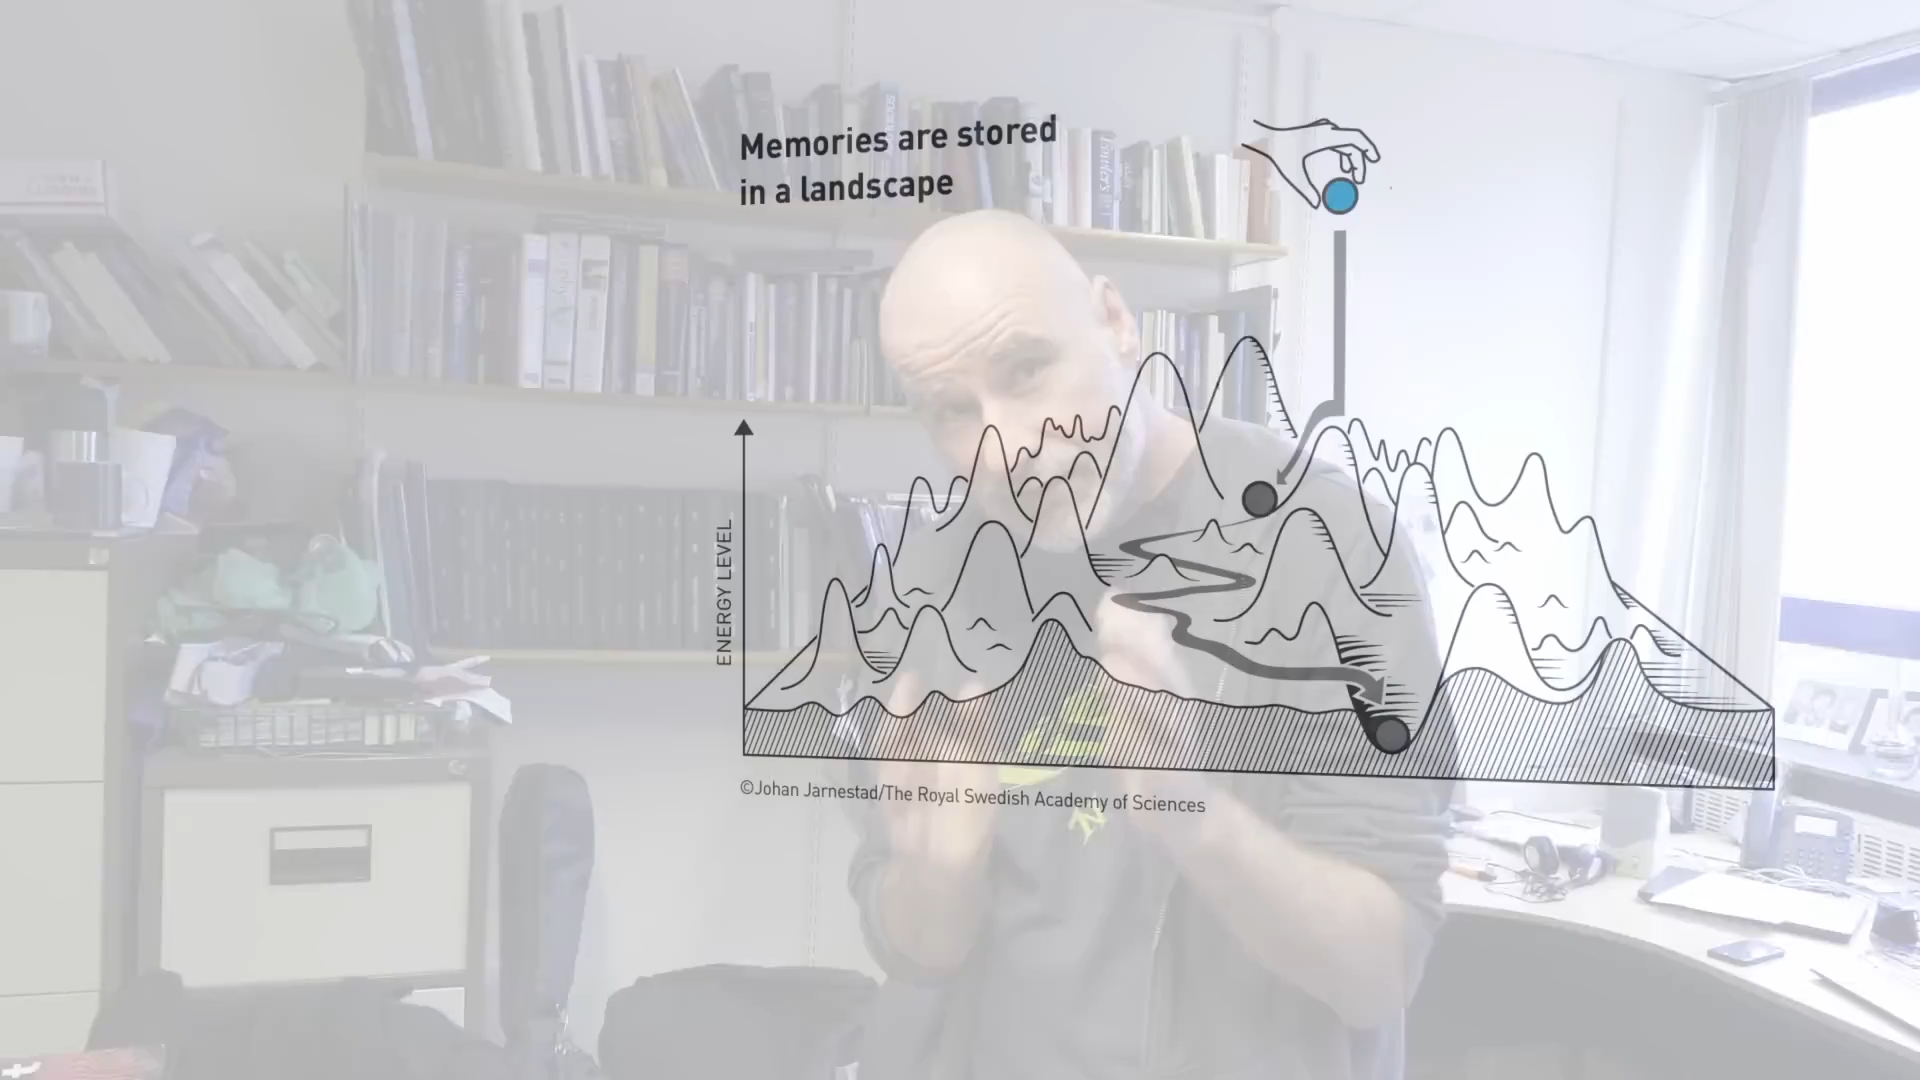 Memories are stored
in a landscape
ENERGY LEVEL
©Johan Jarnestad/The Royal Swedish Academy of Sciences